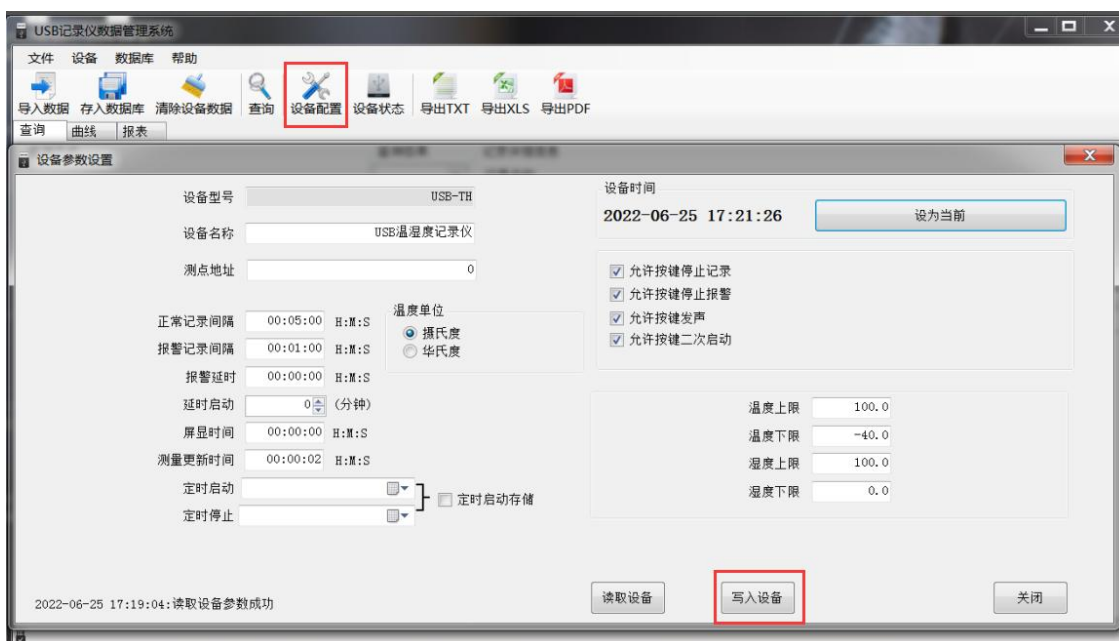 USB记录仪数据管理系统
文件 设备 数据库 帮助
导入数据 存入数据库 清除设备数据 查询 设备配置 设备状态 导出TXT 导出XLS 导出PDF
查询 曲线 报表
设备参数设置
设备型号 USB-TH
设备名称 USB温湿度记录仪
测点地址 0
正常记录间隔 00:05:00 H:M:S
报警记录间隔 00:01:00 H:M:S
报警延时 00:00:00 H:M:S
延时启动 0 (分钟)
屏显时间 00:00:00 H:M:S
测量更新时间 00:00:02 H:M:S
定时启动
定时停止
定时启动存储
温度单位
摄氏度
华氏度
设备时间
2022-06-25 17:21:26 设为当前
允许按键停止记录
允许按键停止报警
允许按键发声
允许按键二次启动
温度上限 100.0
温度下限 -40.0
湿度上限 100.0
湿度下限 0.0
2022-06-25 17:19:04:读取设备参数成功
读取设备 写入设备 关闭